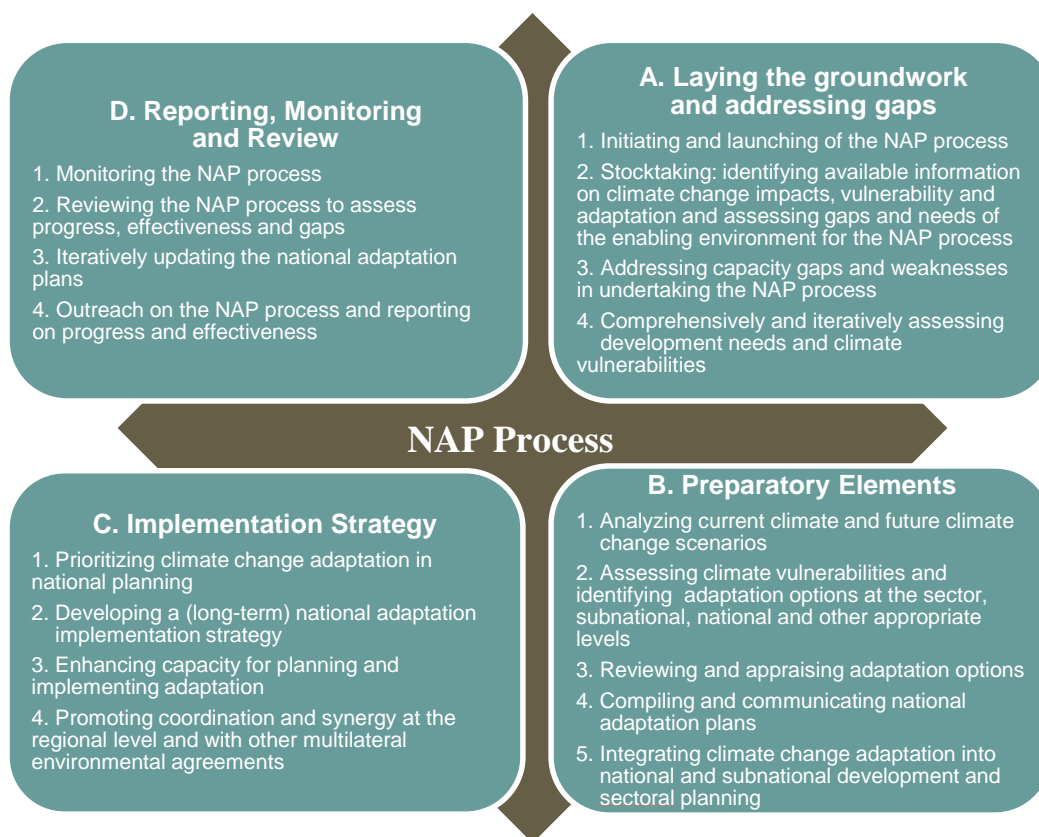 A. Laying the groundwork
and addressing gaps
1. Initiating and launching of the NAP process
2. Stocktaking: identifying available information
on climate change impacts, vulnerability and
adaptation and assessing gaps and needs of
the enabling environment for the NAP process
3. Addressing capacity gaps and weaknesses
in undertaking the NAP process
4. Comprehensively and iteratively assessing
development needs and climate
vulnerabilities
B. Preparatory Elements
1. Analyzing current climate and future climate
change scenarios
2. Assessing climate vulnerabilities and
identifying adaptation options at the sector,
subnational, national and other appropriate
levels
3. Reviewing and appraising adaptation options
4. Compiling and communicating national
adaptation plans
5. Integrating climate change adaptation into
national and subnational development and
sectoral planning
C. Implementation Strategy
1. Prioritizing climate change adaptation in
national planning
2. Developing a (long-term) national adaptation
implementation strategy
3. Enhancing capacity for planning and
implementing adaptation
4. Promoting coordination and synergy at the
regional level and with other multilateral
environmental agreements
D. Reporting, Monitoring
and Review
1. Monitoring the NAP process
2. Reviewing the NAP process to assess
progress, effectiveness and gaps
3. Iteratively updating the national adaptation
plans
4. Outreach on the NAP process and reporting
on progress and effectiveness
NAP Process